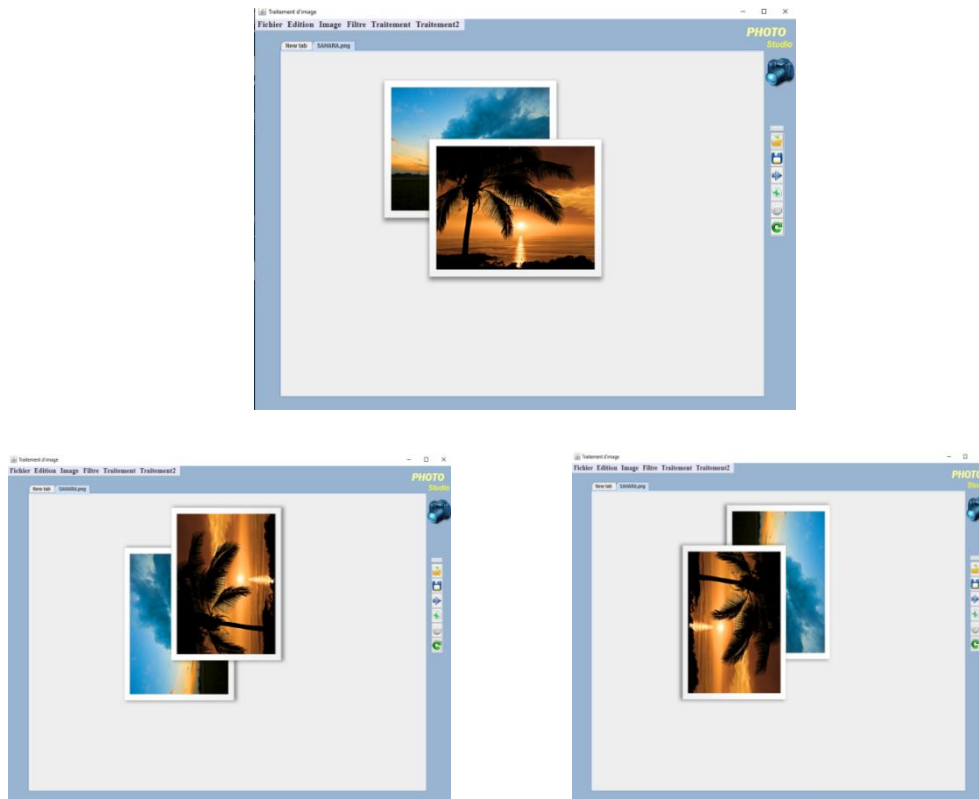 Traitement d'image
Fichier Edition Image Filtre Traitement Traitement2
PHOTO
Studio
New tab SAHARA.png
Traitement d'image
Fichier Edition Image Filtre Traitement Traitement2
PHOTO
Studio
New tab SAHARA.png
Traitement d'image
Fichier Edition Image Filtre Traitement Traitement2
PHOTO
New tab SAHARA.png